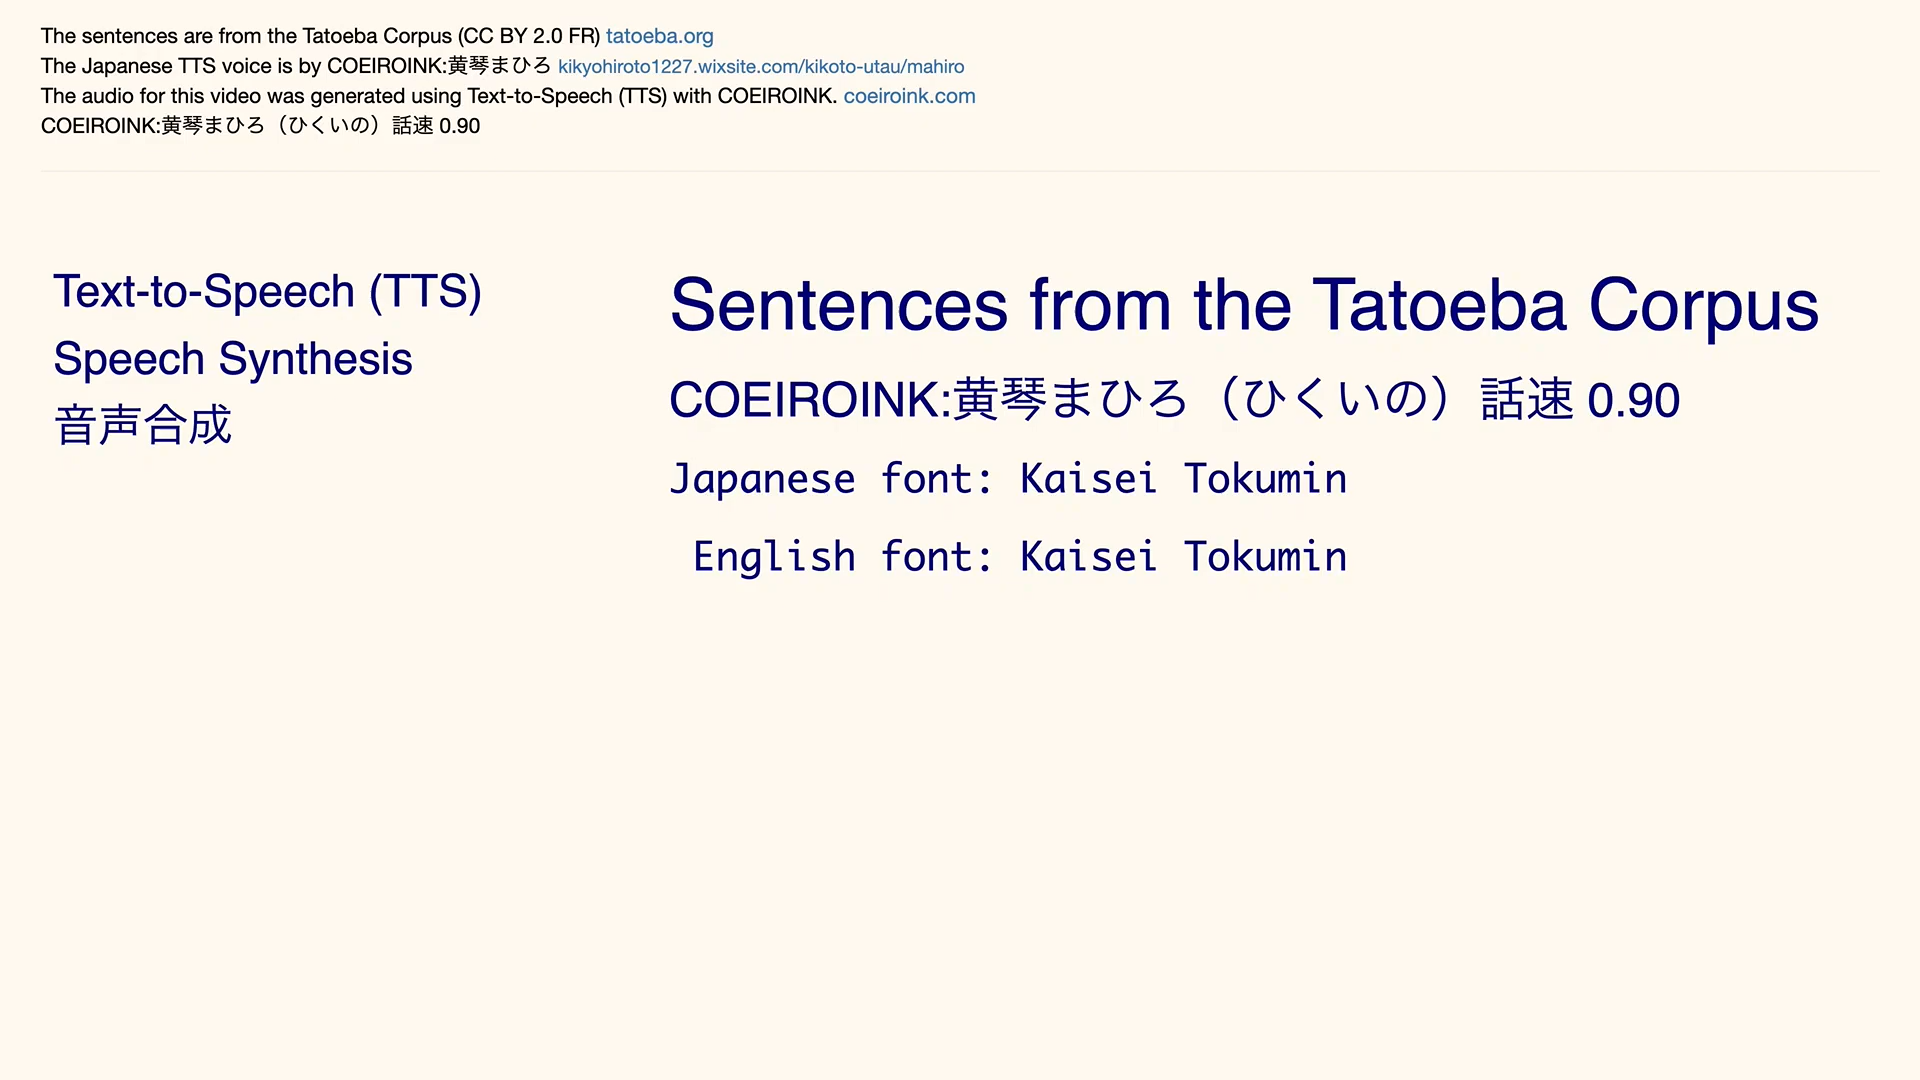 The sentences are from the Tatoeba Corpus (CC BY 2.0 FR) tatoeba.org
The Japanese TTS voice is by COEIROINK:黄琴まひろ kikyohiroto1227.wixsite.com/kikoto-utau/mahiro
The audio for this video was generated using Text-to-Speech (TTS) with COEIROINK. coeiroink.com
COEIROINK:黄琴まひろ（ひくいの）話速 0.90
Text-to-Speech (TTS)
Speech Synthesis
音声合成
Sentences from the Tatoeba Corpus
COEIROINK:黄琴まひろ（ひくいの）話速 0.90
Japanese font: Kaisei Tokumin
English font: Kaisei Tokumin